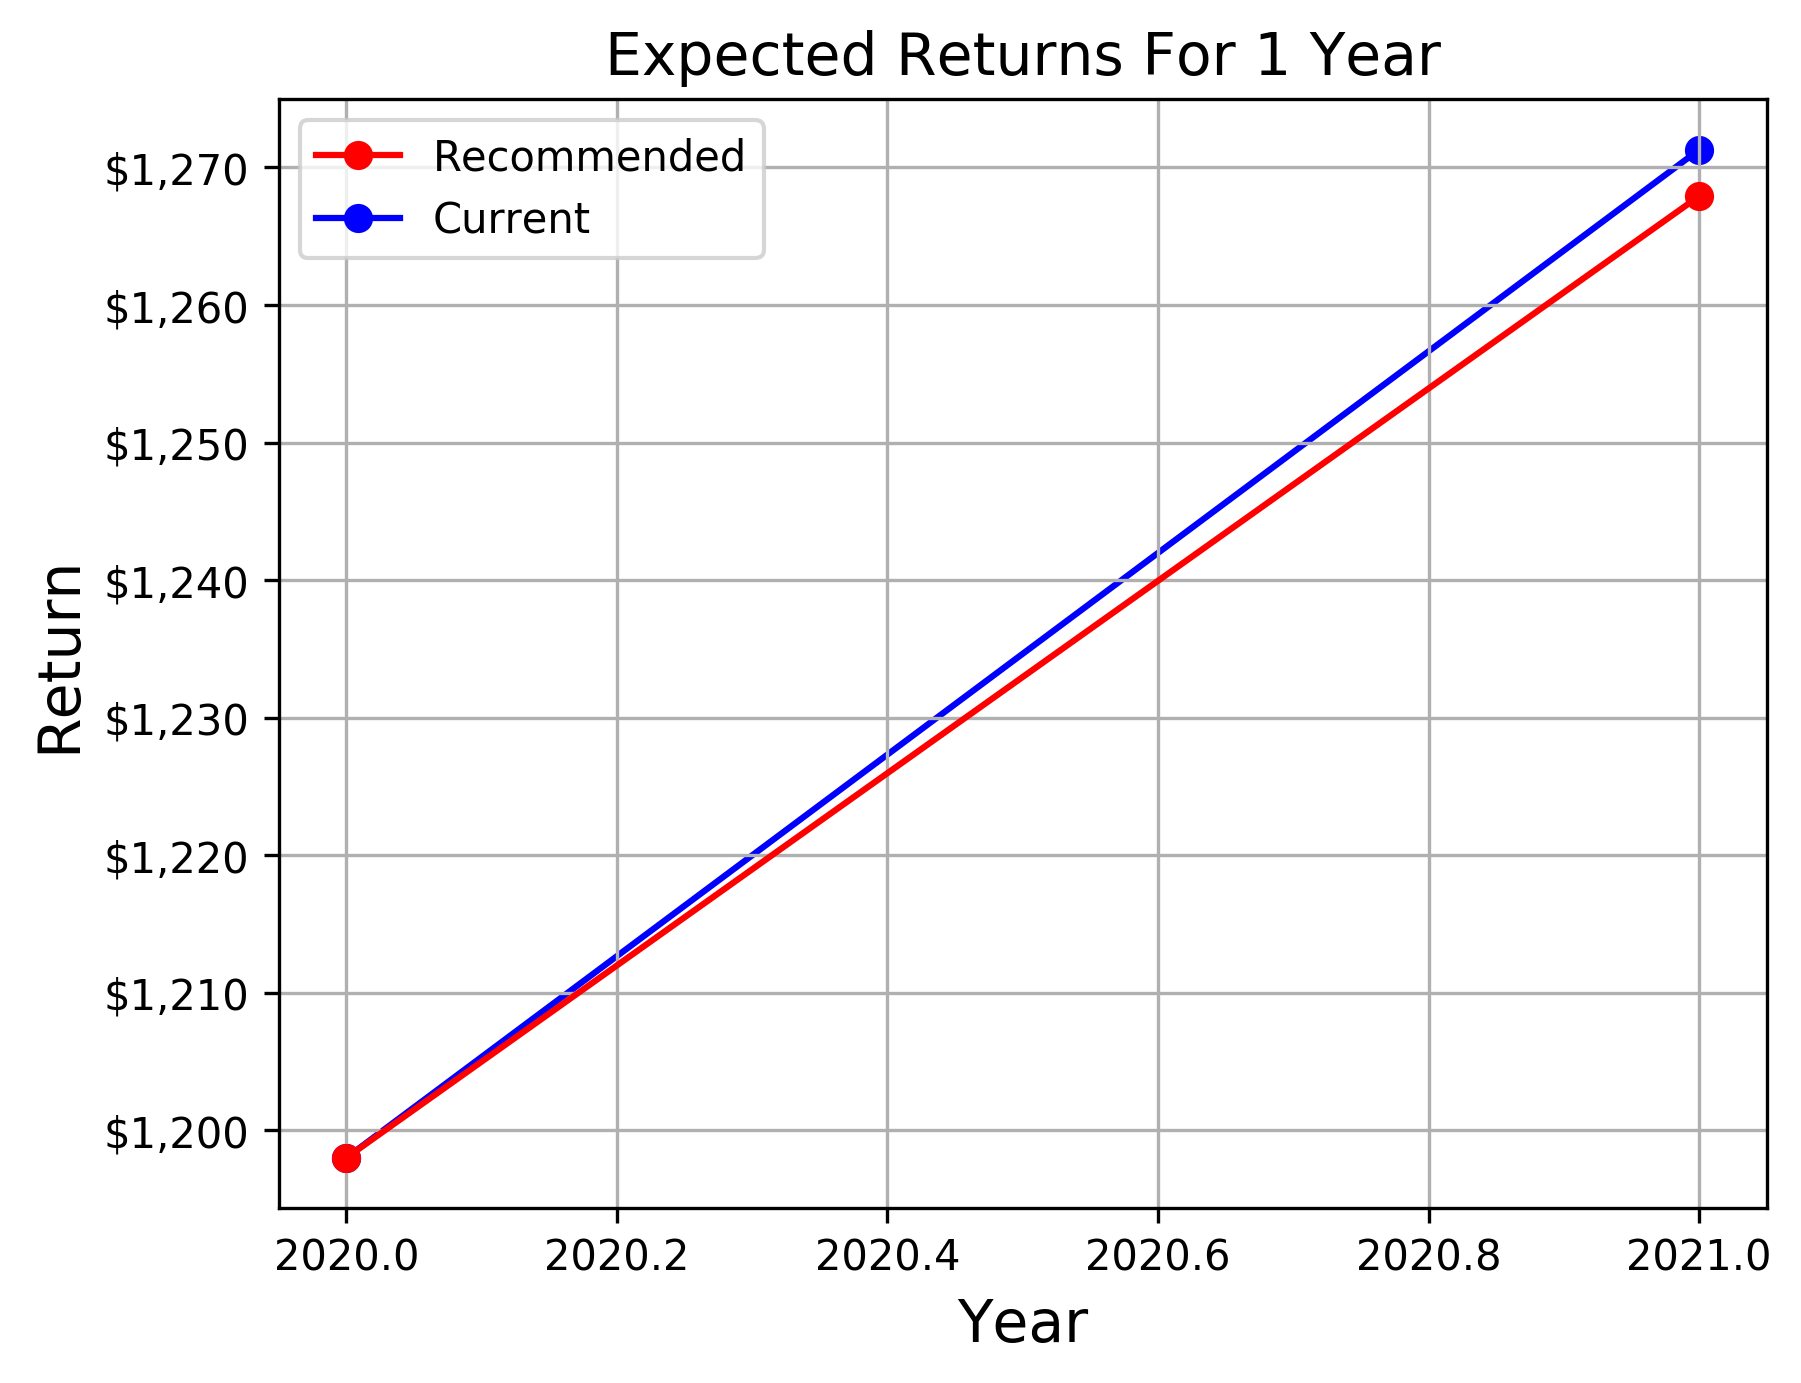 Expected Returns For 1 Year
Recommended
Current
$1,270
$1,260
$1,250
$1,240
$1,230
$1,220
$1,210
$1,200
Return
2020.0 2020.2 2020.4 2020.6 2020.8 2021.0
Year